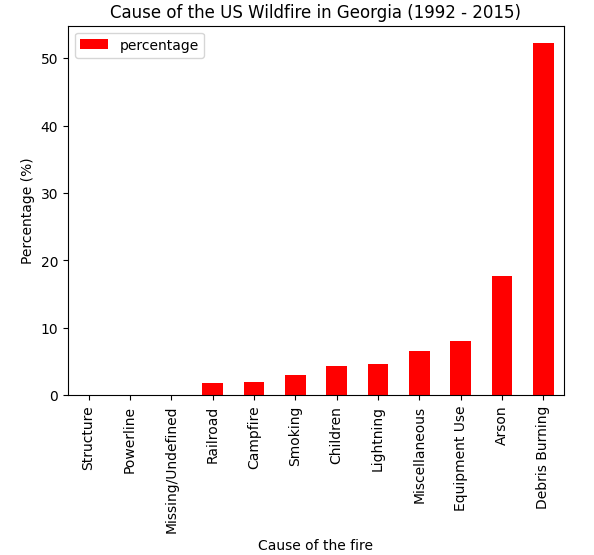 Cause of the US Wildfire in Georgia (1992 - 2015)
percentage
Percentage (%)
50
40
30
20
10
0
Structure
Powerline
Missing/Undefined
Railroad
Campfire
Smoking
Children
Lightning
Miscellaneous
Equipment Use
Arson
Debris Burning
Cause of the fire